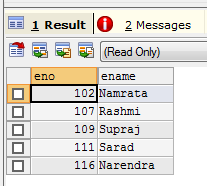 1 Result 2 Messages
(Read Only)
eno ename
102 Namrata
107 Rashmi
109 Supraj
111 Sarad
116 Narendra